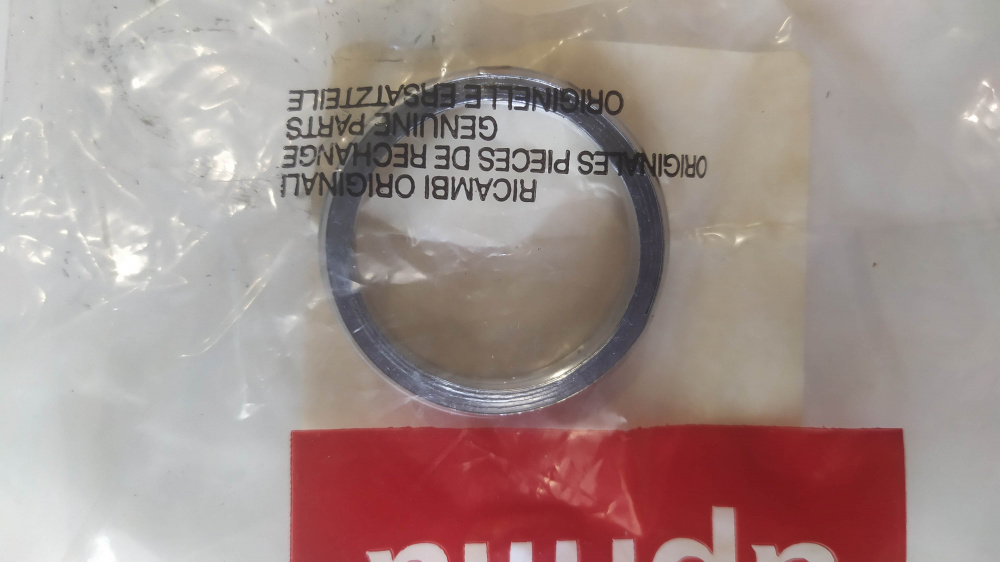 RICAMBI ORIGINALI
ORIGINALES PIECES DE RECHANGE
GENUINE PARTS
ORIGINELLE ERSATZTEILE